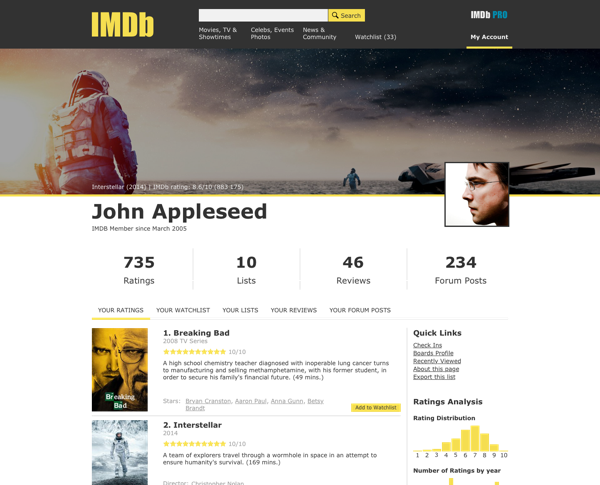 IMDb
Search
IMDb PRO
Movies, TV & Showtimes
Celebs, Events Photos
News & Community
Watchlist (33)
My Account
Interstellar (2014) | IMDb rating: 8.6/10 (983 175)
John Appleseed
IMDB Member since March 2005
735 10 46 234
Ratings Lists Reviews Forum Posts
YOUR RATINGS YOUR WATCHLIST YOUR LISTS YOUR REVIEWS YOUR FORUM POSTS
Breaking
Bad
1. Breaking Bad
2008 TV Series
10/10
A high school chemistry teacher diagnosed with inoperable lung cancer turns
to manufacturing and selling methamphetamine, with his former student, in
order to secure his family's financial future. (49 mins.)
Stars: Bryan Cranston, Aaron Paul, Anna Gunn, Betsy
Brandt
Add to Watchlist
2. Interstellar
2014
10/10
A team of explorers travel through a wormhole in space in an attempt to
ensure humanity's survival. (169 mins.)
Director: Christopher Nolan
Quick Links
Check Ins
Boards Profile
Recently Viewed
About this page
Export this list
Ratings Analysis
Rating Distribution
1 2 3 4 5 6 7 8 9 10
Number of Ratings by year